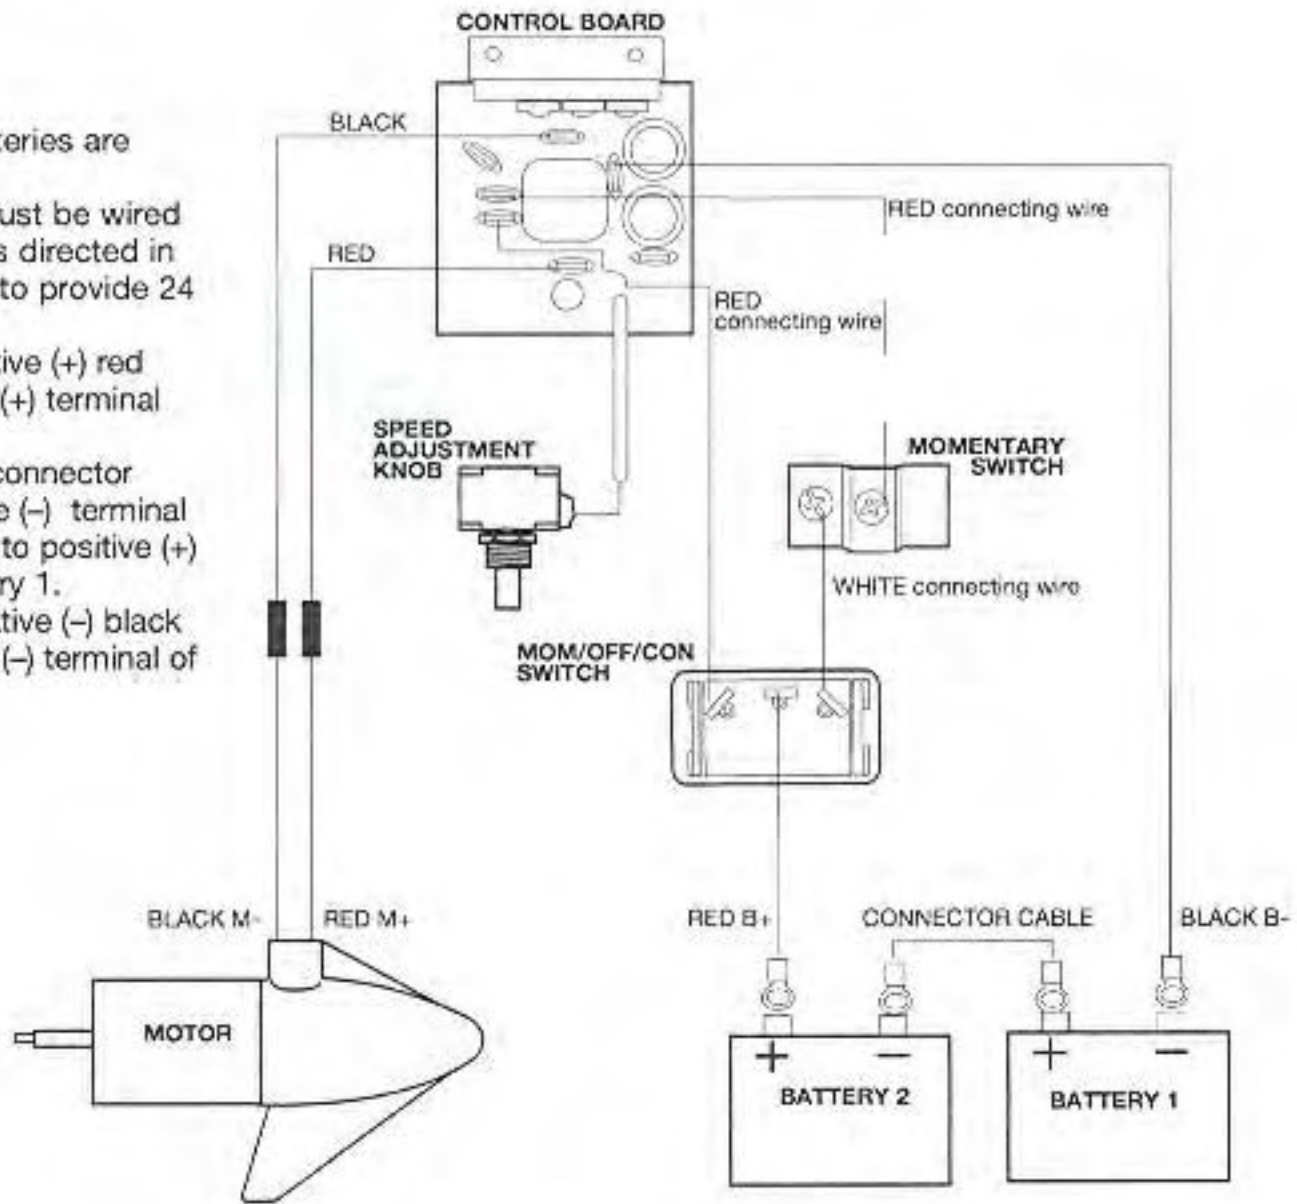 CONTROL BOARD
teries are
ust be wired
s directed in
to provide 24
tive (+) red
(+) terminal
connector
e (–) terminal
to positive (+)
ry 1.
tive (–) black
(–) terminal of
BLACK
RED
RED connecting wire
RED
connecting wire
SPEED
ADJUSTMENT
KNOB
MOMENTARY
SWITCH
WHITE connecting wire
MOM/OFF/CON
SWITCH
BLACK M-
RED M+
RED B+
CONNECTOR CABLE
BLACK B-
MOTOR
+
–
+
–
BATTERY 2
BATTERY 1